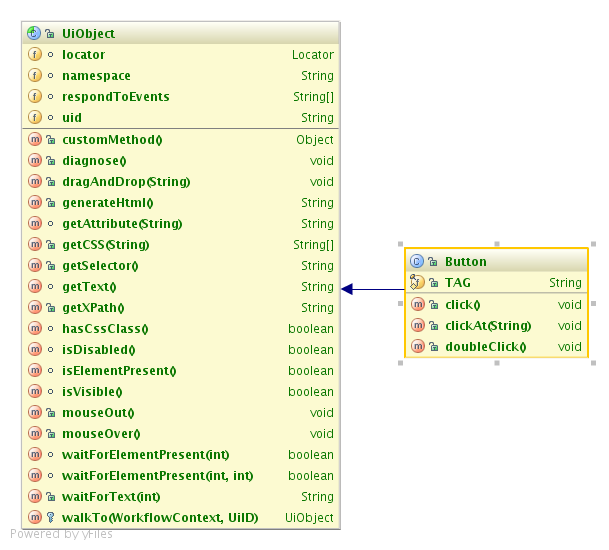 UiObject
locator Locator
namespace String
respondToEvents String[]
uid String
customMethod() Object
diagnose() void
dragAndDrop(String) void
generateHtml() String
getAttribute(String) String
getCSS(String) String[]
getSelector() String
getText() String
getXPath() String
hasCssClass() boolean
isDisabled() boolean
isElementPresent() boolean
isVisible() boolean
mouseOut() void
mouseOver() void
waitForElementPresent(int) boolean
waitForElementPresent(int, int) boolean
waitForText(int) String
walkTo(WorkflowContext, UiID) UiObject
Button
TAG String
click() void
clickAt(String) void
doubleClick() void
Powered by yFiles